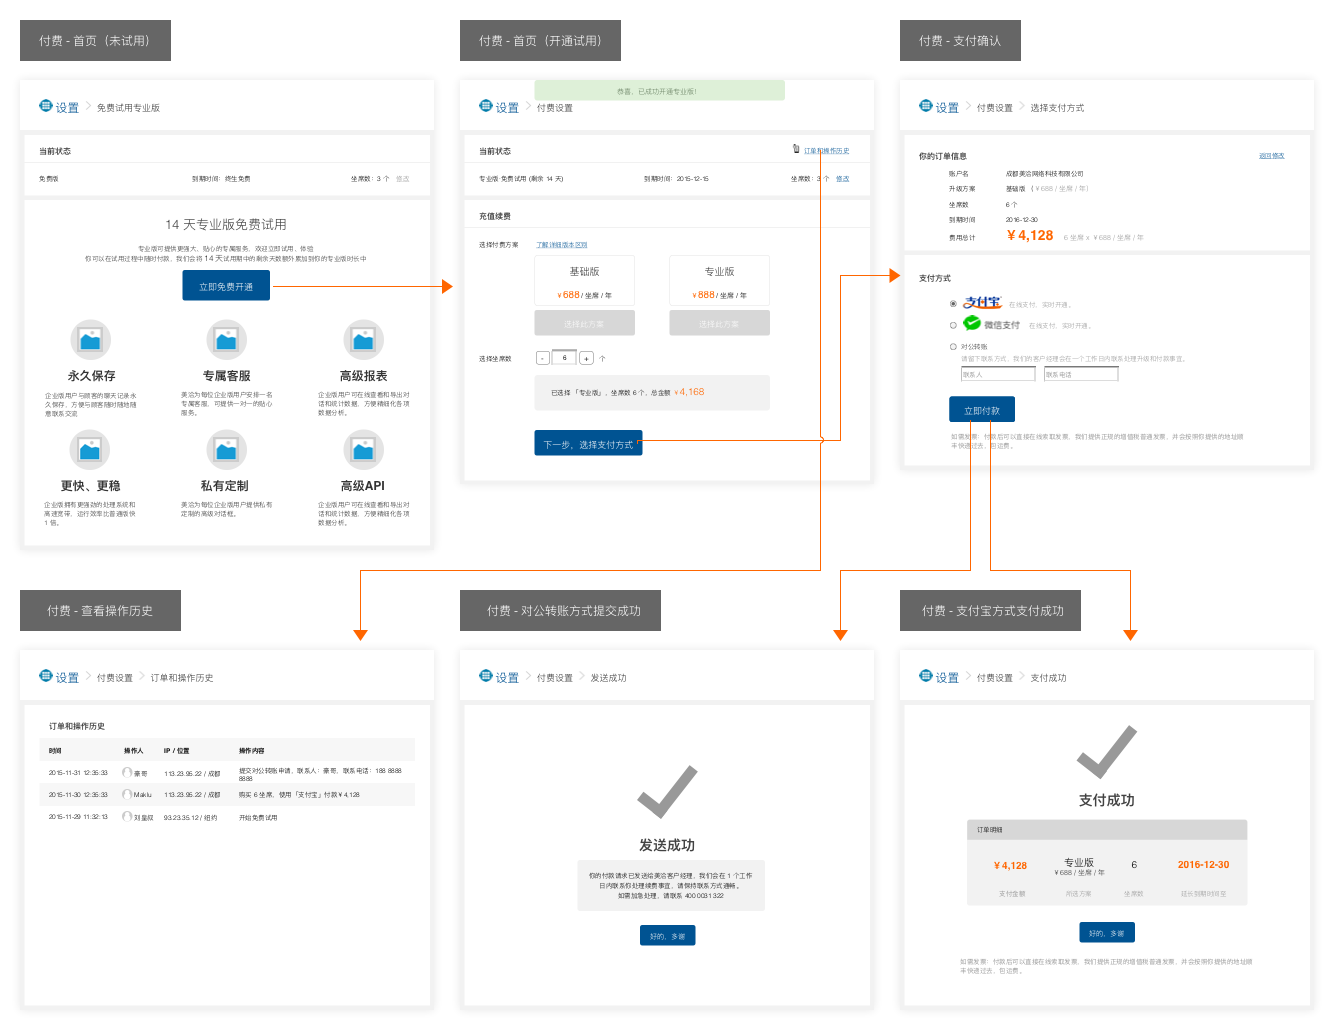 付费 - 首页（未试用）
设置
免费试用专业版
当前状态
免费版
到期时间：终生免费
坐席数：3 个
修改
14 天专业版免费试用
专业版可提供更强大、贴心的专属服务，欢迎立即试用、体验
你可以在试用过程中随时付款，我们会将 14 天试用期中的剩余天数额外累加到你的专业版时长中
立即免费开通
永久保存
企业版用户与顾客的聊天记录永
久保存，方便与顾客随时随地随
意联系交流
专属客服
美洽为每位企业版用户安排一名
专属客服，可提供一对一的贴心
服务。
高级报表
企业版用户可在线查看和导出对
话和统计数据，方便精细化各项
数据分析。
更快、更稳
企业版拥有更强劲的处理系统和
高速宽带，运行效率比普通版快
1 倍。
私有定制
美洽为每位企业版用户提供私有
定制的高级对话框。
高级API
企业版用户可在线查看和导出对
话和统计数据，方便精细化各项
数据分析。
付费 - 首页（开通试用）
恭喜，已成功开通专业版！
设置
付费设置
当前状态
订单和操作历史
专业版·免费试用 (剩余 14 天)
到期时间：2015-12-15
坐席数：3 个
修改
充值续费
选择付费方案
了解详细版本区别
基础版
￥688 / 坐席 / 年
选择此方案
专业版
￥888 / 坐席 / 年
选择此方案
选择坐席数
-
6
+
个
已选择「专业版」，坐席数 6 个，总金额 ￥4,168
下一步，选择支付方式
付费 - 支付确认
设置
付费设置
选择支付方式
你的订单信息
返回修改
账户名
成都美洽网络科技有限公司
升级方案
基础版 （￥688 / 坐席 / 年）
坐席数
6 个
到期时间
2016-12-30
费用总计
￥4,128
6 坐席 x ￥688 / 坐席 / 年
支付方式
支付宝
在线支付，实时开通。
微信支付
在线支付，实时开通。
对公转账
请留下联系方式，我们的客户经理会在一个工作日内联系处理升级和付款事宜。
联系人
联系电话
立即付款
如需发票：付款后可以直接在线索取发票，我们提供正规的增值税普通发票，并会按照你提供的地址顺
丰快递过去，包运费。
付费 - 查看操作历史
设置
付费设置
订单和操作历史
订单和操作历史
时间
操作人
IP / 位置
操作内容
2015-11-31 12:35:33
豪哥
113.23.95.22 / 成都
提交对公转账申请，联系人：豪哥，联系电话：188 8888
8888
2015-11-30 12:35:33
Maklu
113.23.95.22 / 成都
购买 6 坐席，使用「支付宝」付款￥4,128
2015-11-29 11:32:13
刘皇叔
93.23.35.12 / 纽约
开始免费试用
付费 - 对公转账方式提交成功
设置
付费设置
发送成功
发送成功
你的付款请求已发送给美洽客户经理，我们会在 1 个工作
日内联系你处理续费事宜，请保持联系方式通畅。
如需加急处理，请联系 400 0031 322
好的，多谢
付费 - 支付宝方式支付成功
设置
付费设置
支付成功
支付成功
订单明细
￥4,128
支付金额
专业版
￥688 / 坐席 / 年
所选方案
6
坐席数
2016-12-30
延长到期时间至
好的，多谢
如需发票：付款后可以直接在线索取发票，我们提供正规的增值税普通发票，并会按照你提供的地址顺
丰快递过去，包运费。